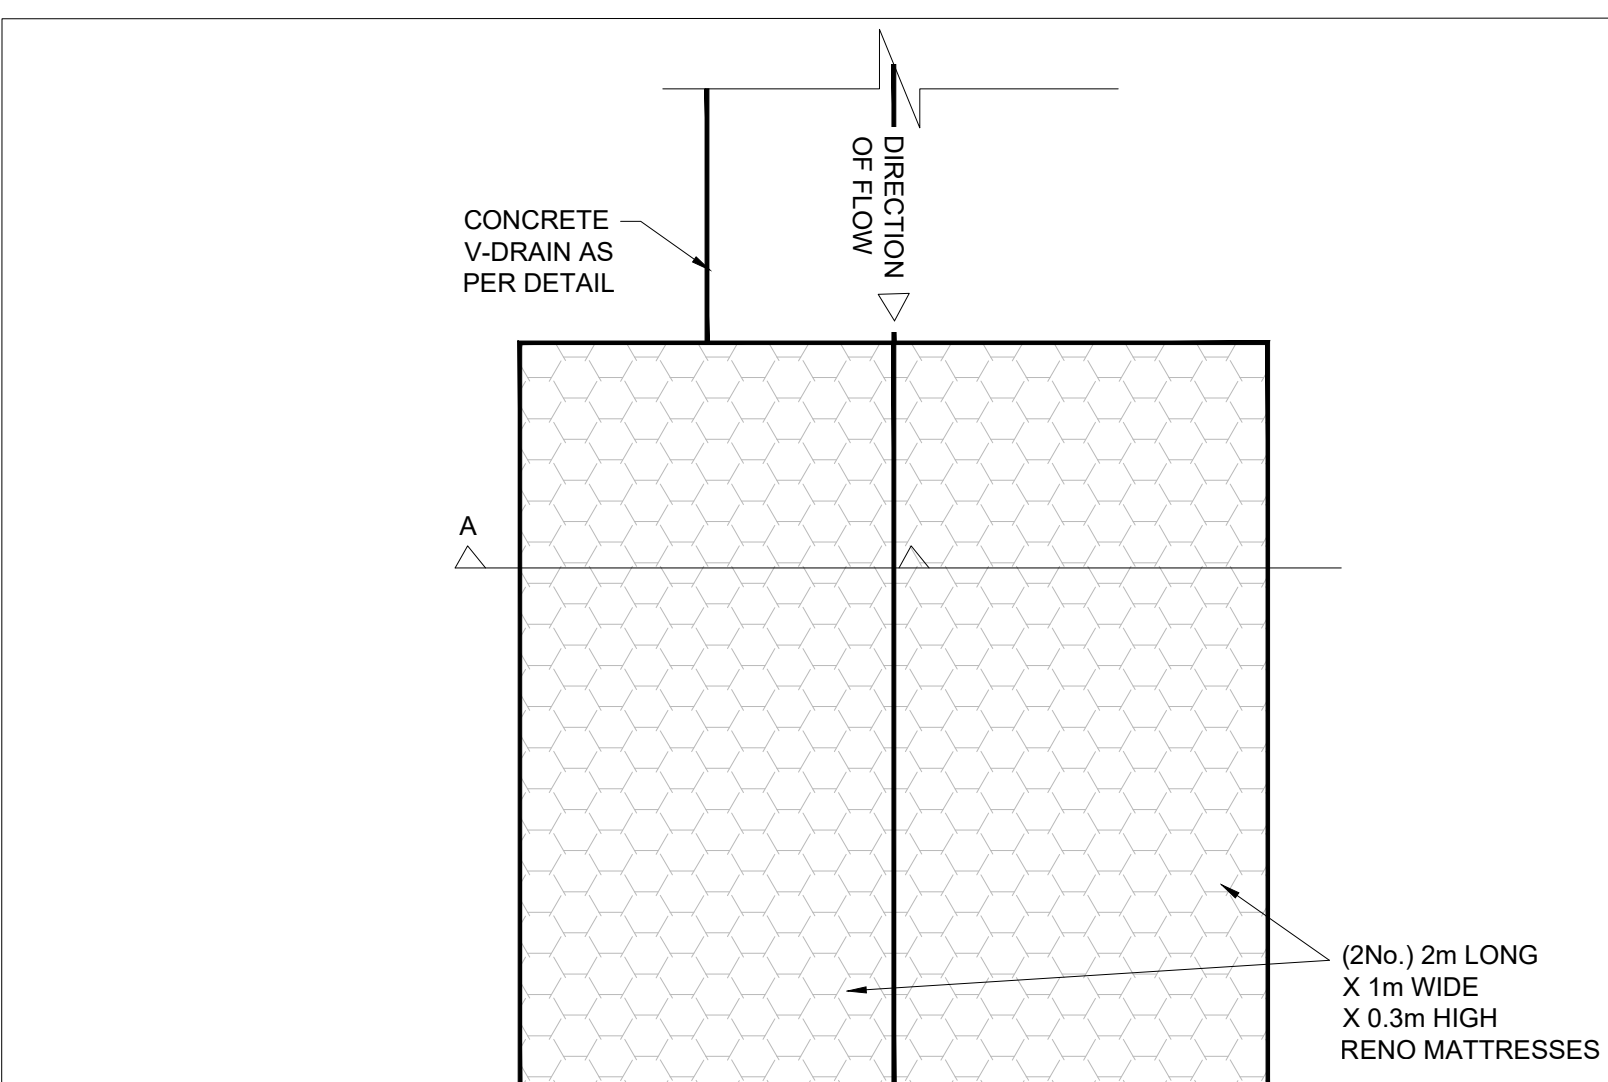 DIRECTION
OF FLOW
CONCRETE
V-DRAIN AS
PER DETAIL
A
(2No.) 2m LONG
X 1m WIDE
X 0.3m HIGH
RENO MATTRESSES